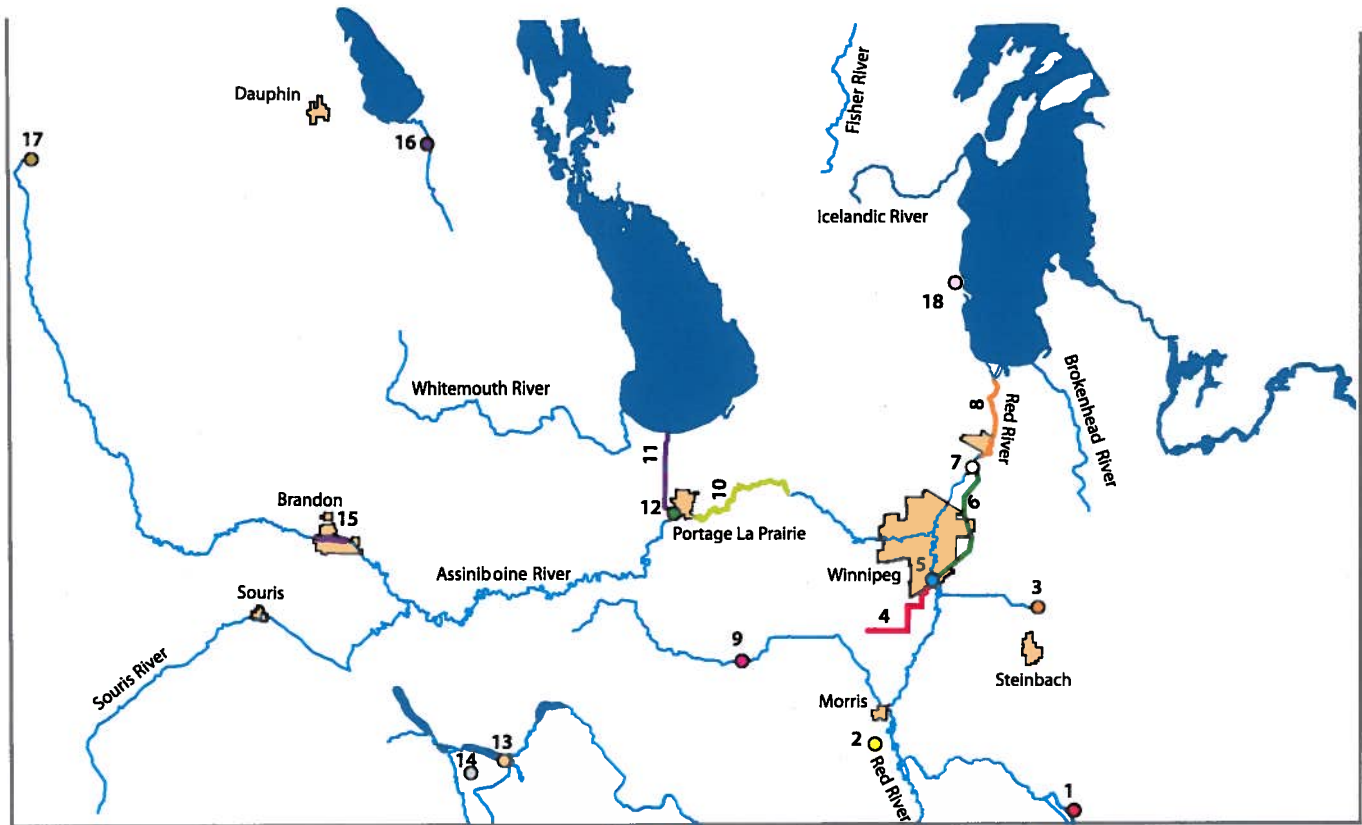 Dauphin
17
16
Fisher River
Icelandic River
18
Whitemouth River
Brokenhead River
8
Red River
11
7
10
6
Brandon
15
12
Portage La Prairie
Assiniboine River
Winnipeg
5
3
Souris
4
9
Steinbach
Souris River
Morris
2
13
14
Red River
1